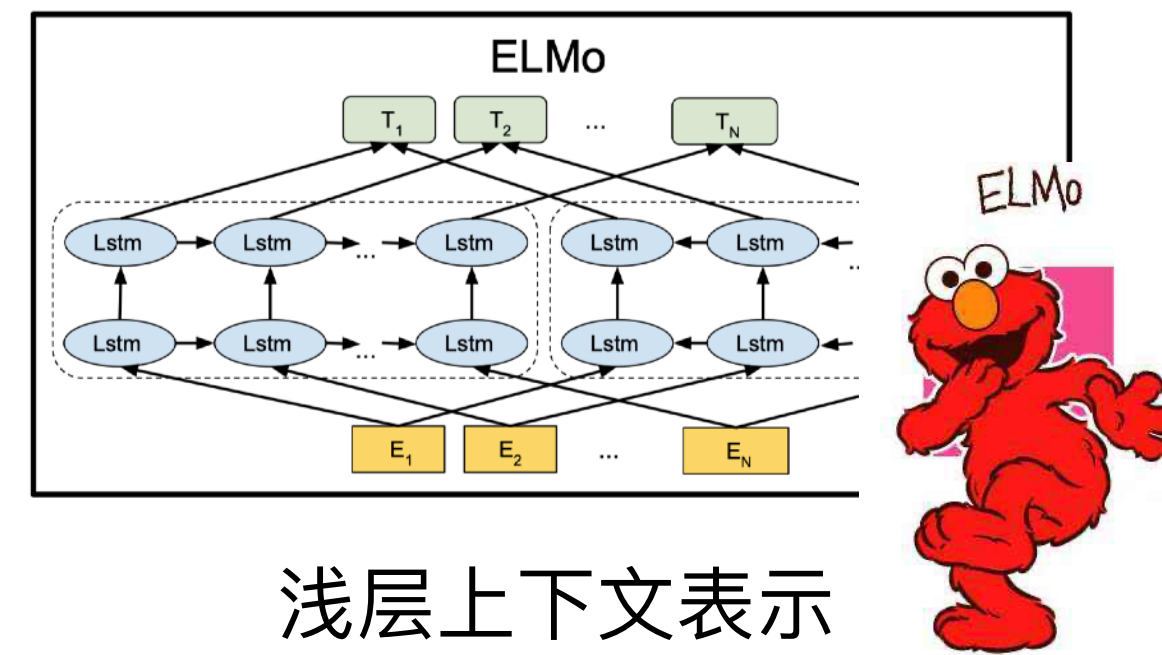 ELMo
T1 T2 ... TN
ELMo
Lstm Lstm ... Lstm Lstm Lstm ...
Lstm Lstm ... Lstm Lstm Lstm
E1 E2 ... EN
浅层上下文表示